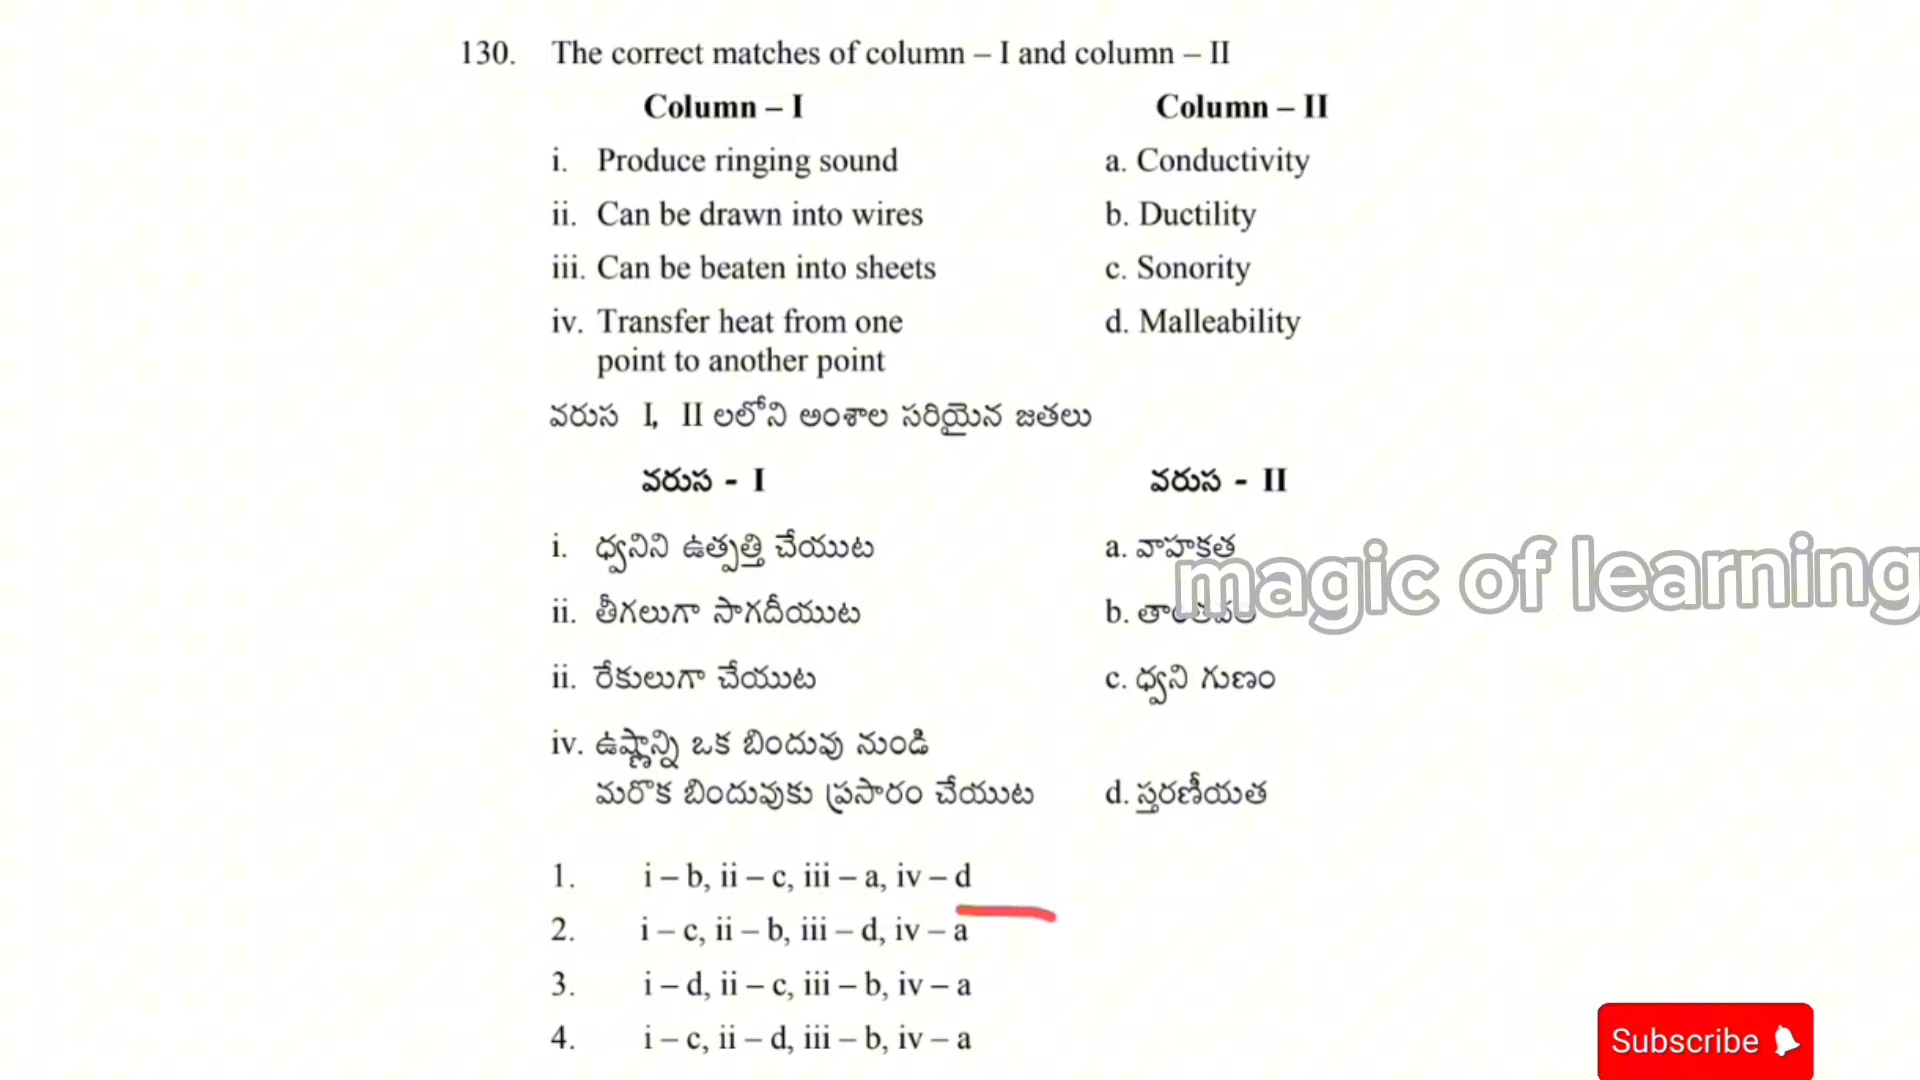 130. The correct matches of column – I and column – II
Column – I Column – II
i. Produce ringing sound a. Conductivity
ii. Can be drawn into wires b. Ductility
iii. Can be beaten into sheets c. Sonority
iv. Transfer heat from one d. Malleability
point to another point
వరుస I, II లలోని అంశాల సరియైన జతలు
వరుస - I వరుస - II
i. ధ్వనిని ఉత్పత్తి చేయుట a. వాహకత
magic of learning
ii. తీగలుగా సాగదీయుట b.
ii. రేకులుగా చేయుట c. ధ్వని గుణం
iv. ఉష్ణాన్ని ఒక బిందువు నుండి
మరొక బిందువుకు ప్రసారం చేయుట d. స్తరణీయత
1. i – b, ii – c, iii – a, iv – d
2. i – c, ii – b, iii – d, iv – a
3. i – d, ii – c, iii – b, iv – a
4. i – c, ii – d, iii – b, iv – a
Subscribe